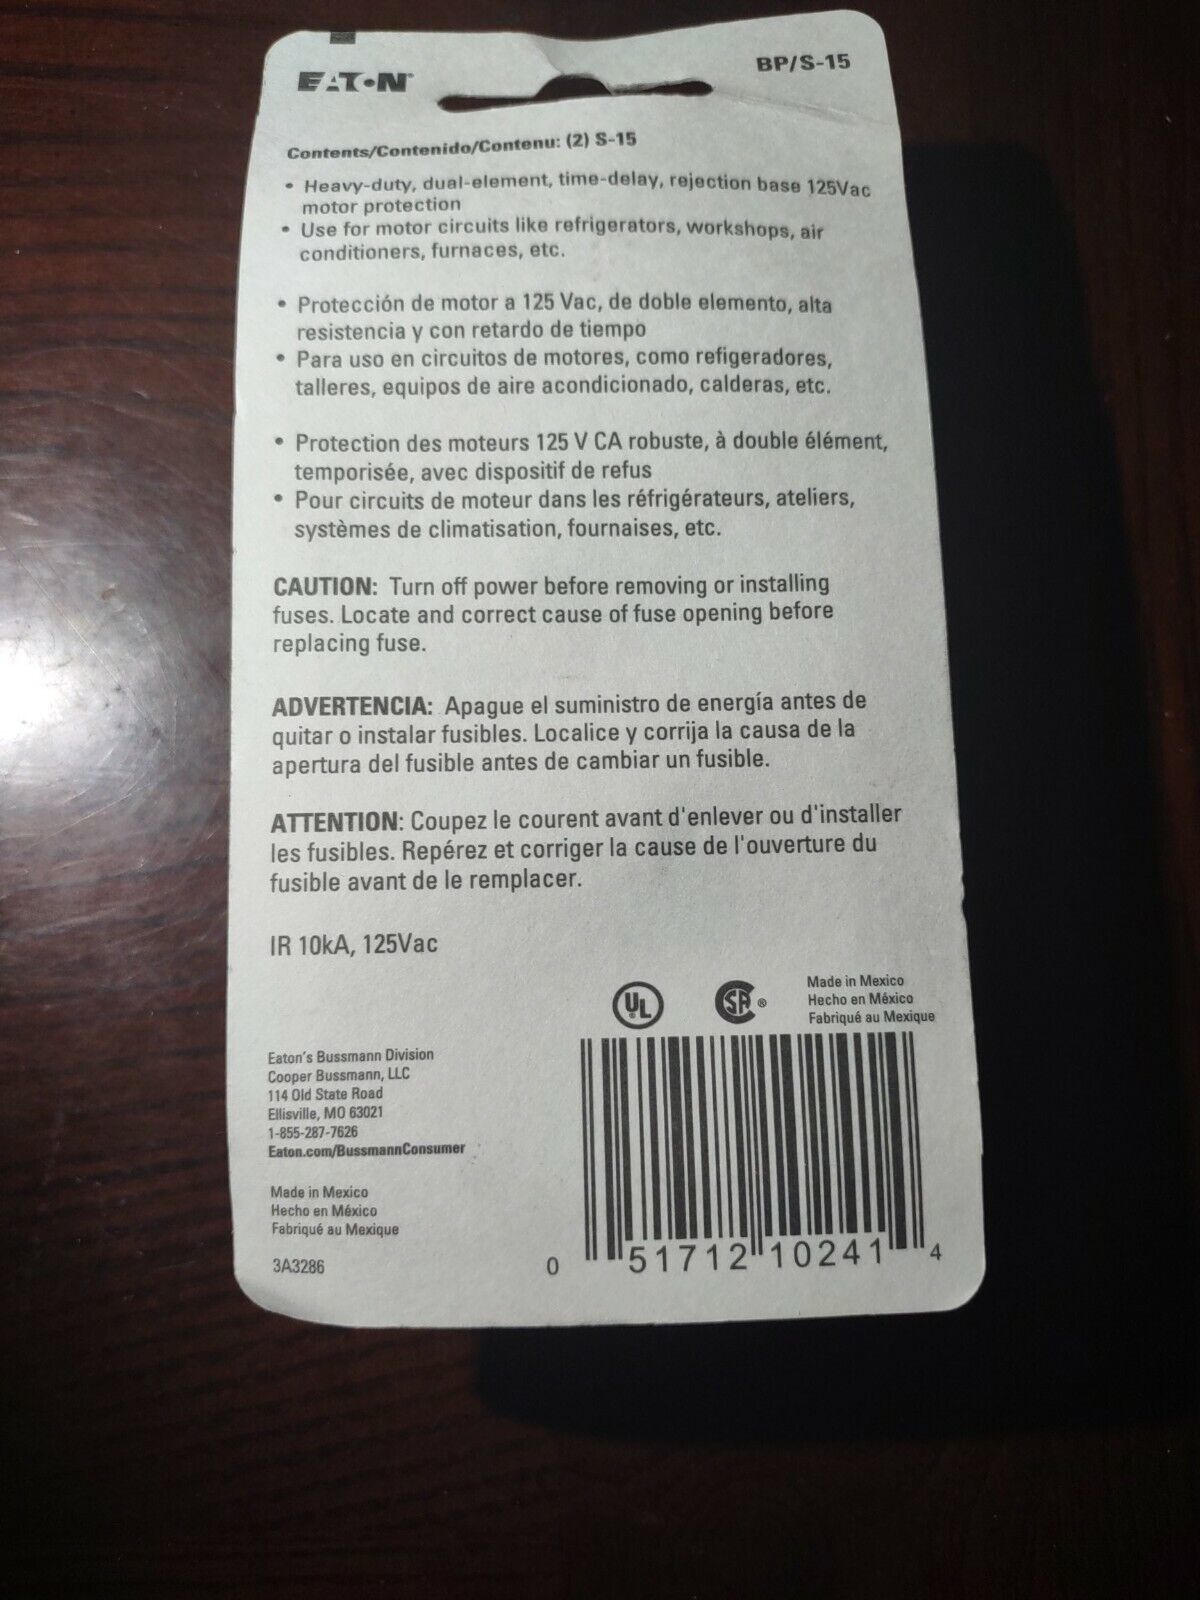 EATON
BP/S-15
Contents/Contenido/Contenu: (2) S-15
• Heavy-duty, dual-element, time-delay, rejection base 125Vac
motor protection
• Use for motor circuits like refrigerators, workshops, air
conditioners, furnaces, etc.
• Protección de motor a 125 Vac, de doble elemento, alta
resistencia y con retardo de tiempo
• Para uso en circuitos de motores, como refigeradores,
talleres, equipos de aire acondicionado, calderas, etc.
• Protection des moteurs 125 V CA robuste, à double élément,
temporisée, avec dispositif de refus
• Pour circuits de moteur dans les réfrigérateurs, ateliers,
systèmes de climatisation, fournaises, etc.
CAUTION: Turn off power before removing or installing
fuses. Locate and correct cause of fuse opening before
replacing fuse.
ADVERTENCIA: Apague el suministro de energía antes de
quitar o instalar fusibles. Localice y corrija la causa de la
apertura del fusible antes de cambiar un fusible.
ATTENTION: Coupez le courent avant d'enlever ou d'installer
les fusibles. Repérez et corriger la cause de l'ouverture du
fusible avant de le remplacer.
IR 10kA, 125Vac
UL
SA ®
Made in Mexico
Hecho en México
Fabriqué au Mexique
Eaton's Bussmann Division
Cooper Bussmann, LLC
114 Old State Road
Ellisville, MO 63021
1-855-287-7626
Eaton.com/BussmannConsumer
Made in Mexico
Hecho en México
Fabriqué au Mexique
3A3286
0 51712 10241 4